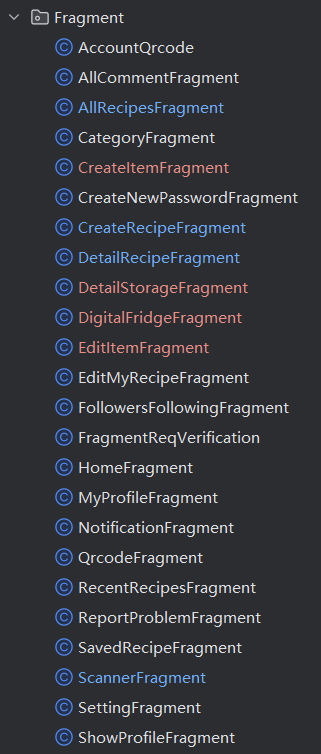 Fragment
C AccountQrcode
C AllCommentFragment
C AllRecipesFragment
C CategoryFragment
C CreateItemFragment
C CreateNewPasswordFragment
C CreateRecipeFragment
C DetailRecipeFragment
C DetailStorageFragment
C DigitalFridgeFragment
C EditItemFragment
C EditMyRecipeFragment
C FollowersFollowingFragment
C FragmentReqVerification
C HomeFragment
C MyProfileFragment
C NotificationFragment
C QrcodeFragment
C RecentRecipesFragment
C ReportProblemFragment
C SavedRecipeFragment
C ScannerFragment
C SettingFragment
C ShowProfileFragment